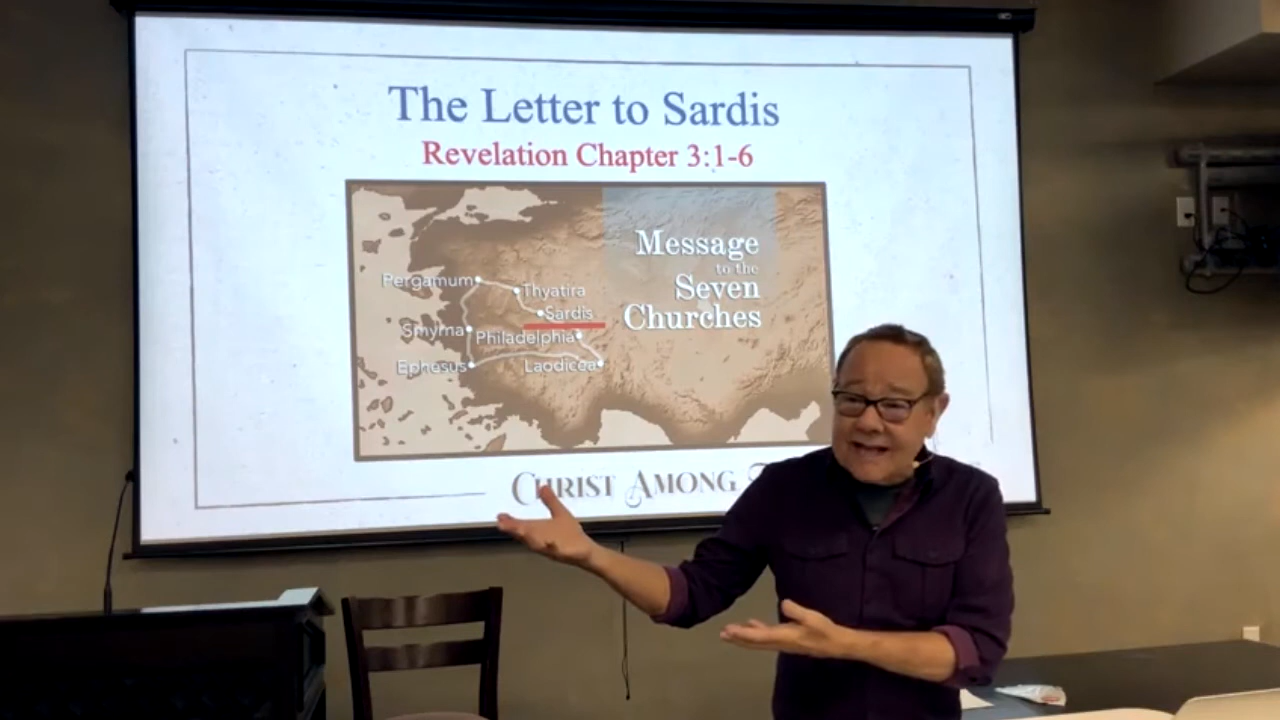 The Letter to Sardis
Revelation Chapter 3:1-6
Message
to the
Seven
Churches
Pergamum
Thyatira
Sardis
Smyrna
Philadelphia
Ephesus
Laodicea
CHRIST AMONG